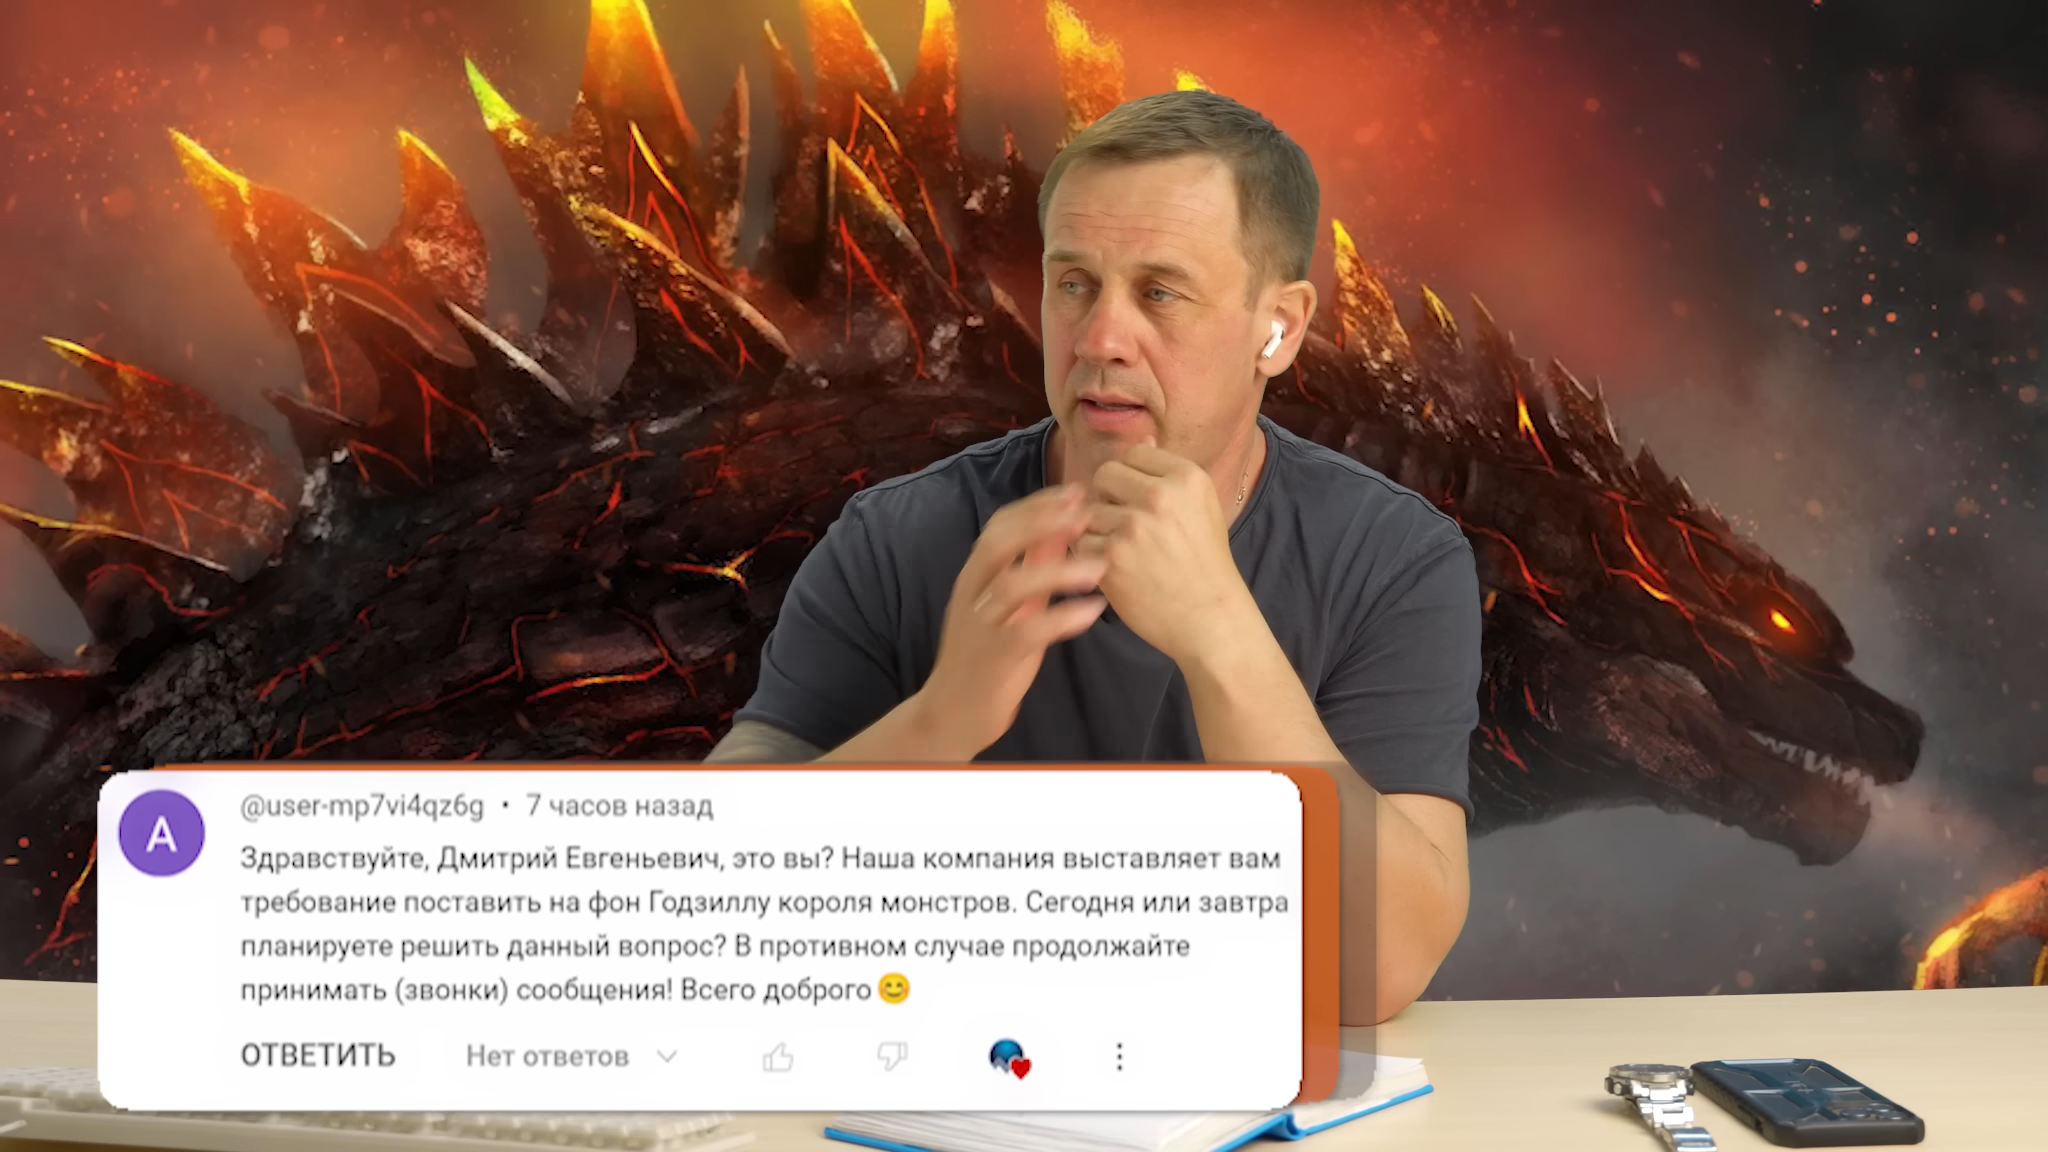 А
@user-mp7vi4qz6g • 7 часов назад
Здравствуйте, Дмитрий Евгеньевич, это вы? Наша компания выставляет вам
требование поставить на фон Годзиллу короля монстров. Сегодня или завтра
планируете решить данный вопрос? В противном случае продолжайте
принимать (звонки) сообщения! Всего доброго 😊
ОТВЕТИТЬ Нет ответов